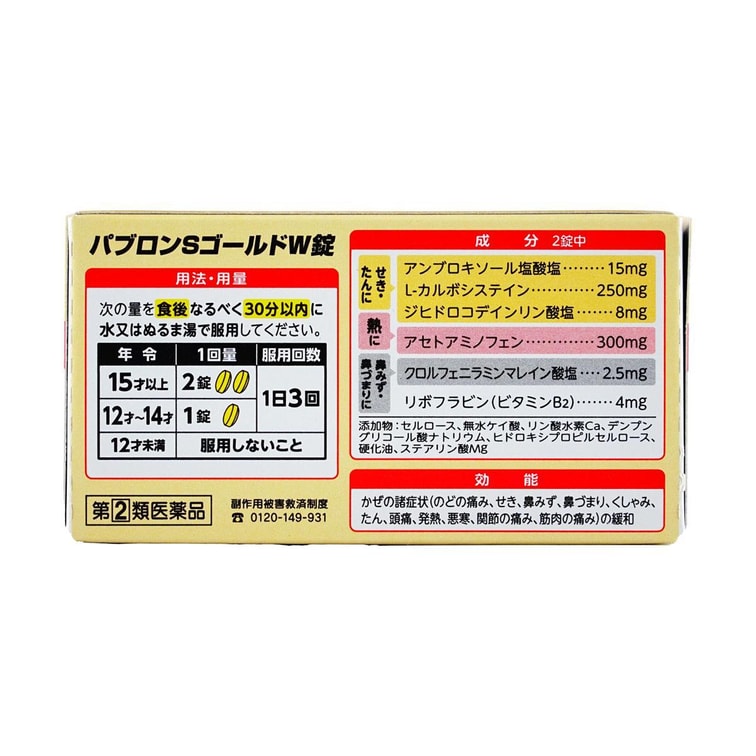 パブロンSゴールドW錠
用法・用量
次の量を食後なるべく30分以内に
水又はぬるま湯で服用してください。
年令 1回量 服用回数
15才以上 2錠 1日3回
12才~14才 1錠
12才未満 服用しないこと
指②類医薬品
副作用被害救済制度
☎ 0120-149-931
成分 2錠中
せき・たんに
アンブロキソール塩酸塩………15mg
L-カルボシステイン…………250mg
ジヒドロコデインリン酸塩………8mg
熱に
アセトアミノフェン…………300mg
鼻みず・鼻づまりに
クロルフェニラミンマレイン酸塩‥‥2.5mg
リボフラビン(ビタミンB2)………4mg
添加物:セルロース、無水ケイ酸、リン酸水素Ca、デンプン
グリコール酸ナトリウム、ヒドロキシプロピルセルロース、
硬化油、ステアリン酸Mg
効能
かぜの諸症状(のどの痛み、せき、鼻みず、鼻づまり、くしゃみ、
たん、頭痛、発熱、悪寒、関節の痛み、筋肉の痛み)の緩和